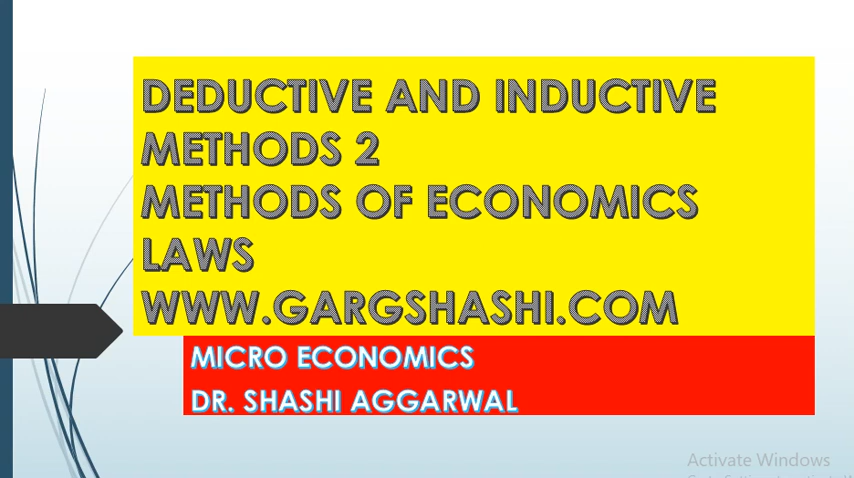 DEDUCTIVE AND INDUCTIVE
METHODS 2
METHODS OF ECONOMICS
LAWS
WWW.GARGSHASHI.COM
MICRO ECONOMICS
DR. SHASHI AGGARWAL
Activate Windows